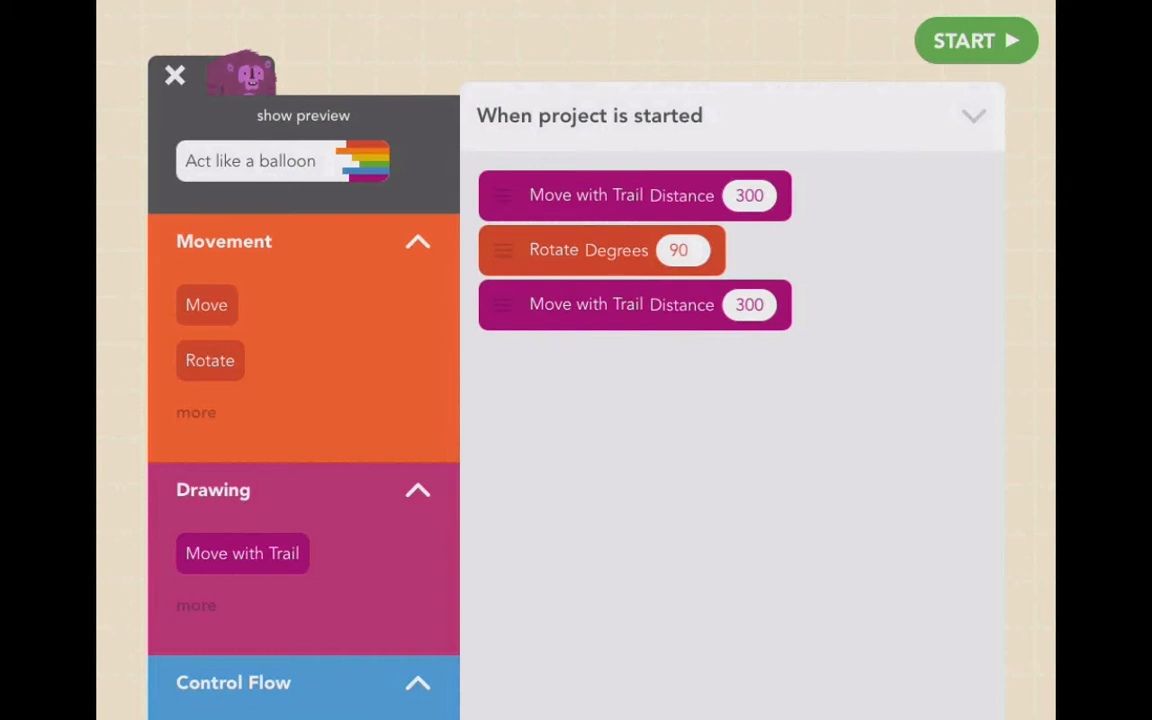 START
show preview
When project is started
Act like a balloon
Move with Trail Distance 300
Movement
Rotate Degrees 90
Move
Move with Trail Distance 300
Rotate
more
Drawing
Move with Trail
more
Control Flow